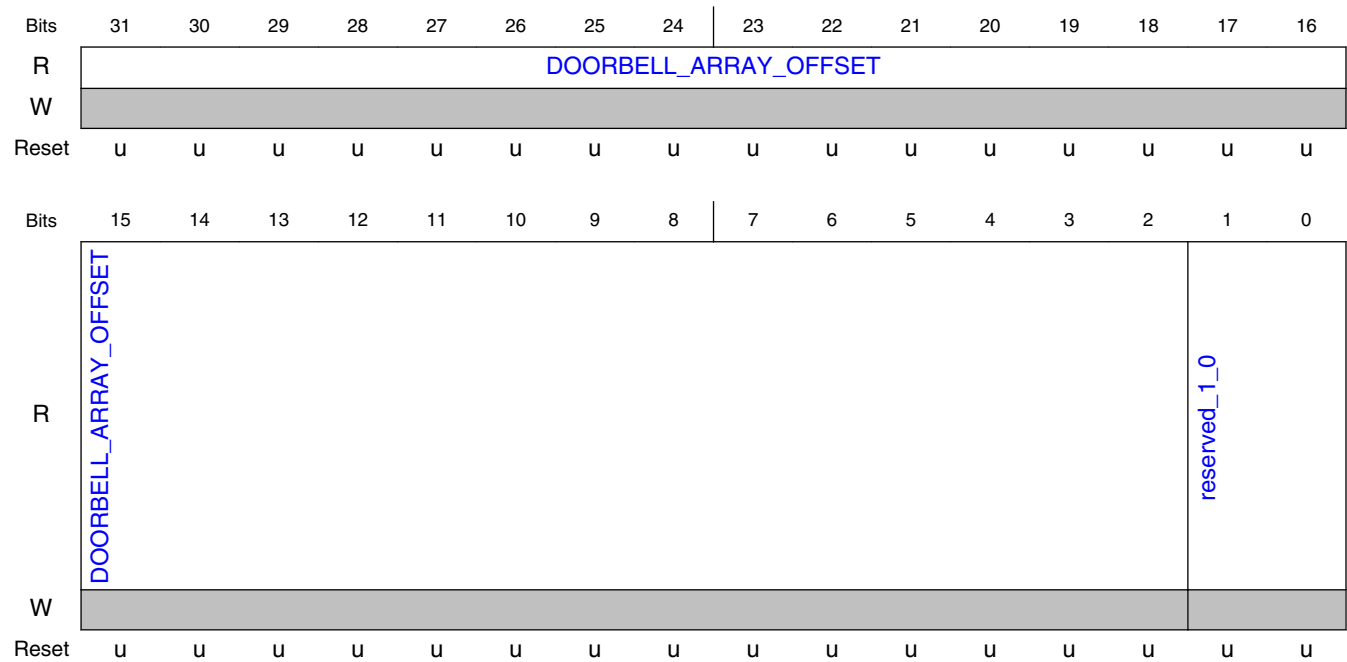 Bits 31 30 29 28 27 26 25 24 23 22 21 20 19 18 17 16
R DOORBELL_ARRAY_OFFSET
W
Reset u u u u u u u u u u u u u u u u
Bits 15 14 13 12 11 10 9 8 7 6 5 4 3 2 1 0
R DOORBELL_ARRAY_OFFSET reserved_1_0
W
Reset u u u u u u u u u u u u u u u u